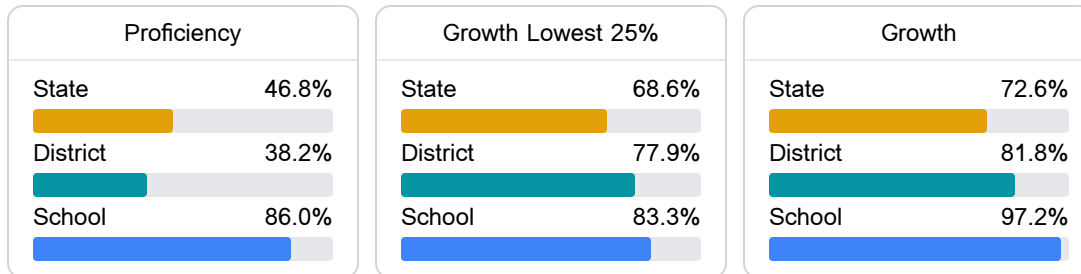 Proficiency
State 46.8%
District 38.2%
School 86.0%
Growth Lowest 25%
State 68.6%
District 77.9%
School 83.3%
Growth
State 72.6%
District 81.8%
School 97.2%